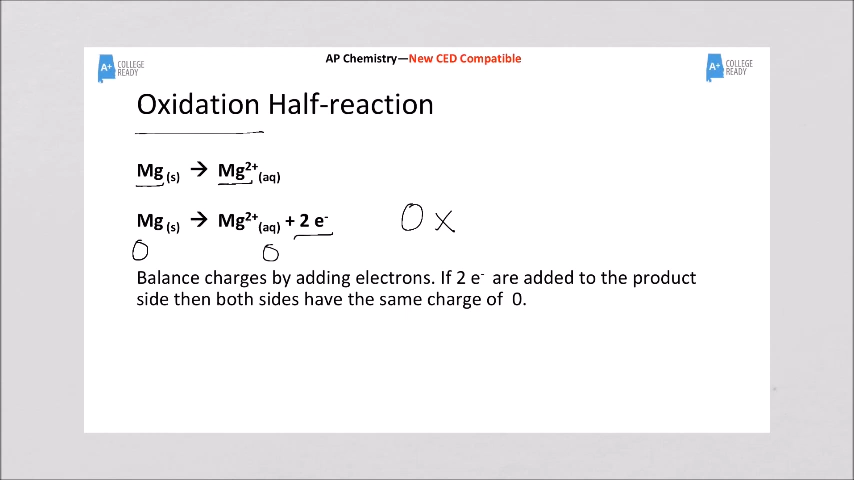 AP Chemistry—New CED Compatible
A+ COLLEGE READY
A+ COLLEGE READY
Oxidation Half-reaction
Mg (s) → Mg²⁺ (aq)
Mg (s) → Mg²⁺ (aq) + 2 e⁻ OX
0 0
Balance charges by adding electrons. If 2 e⁻ are added to the product
side then both sides have the same charge of 0.